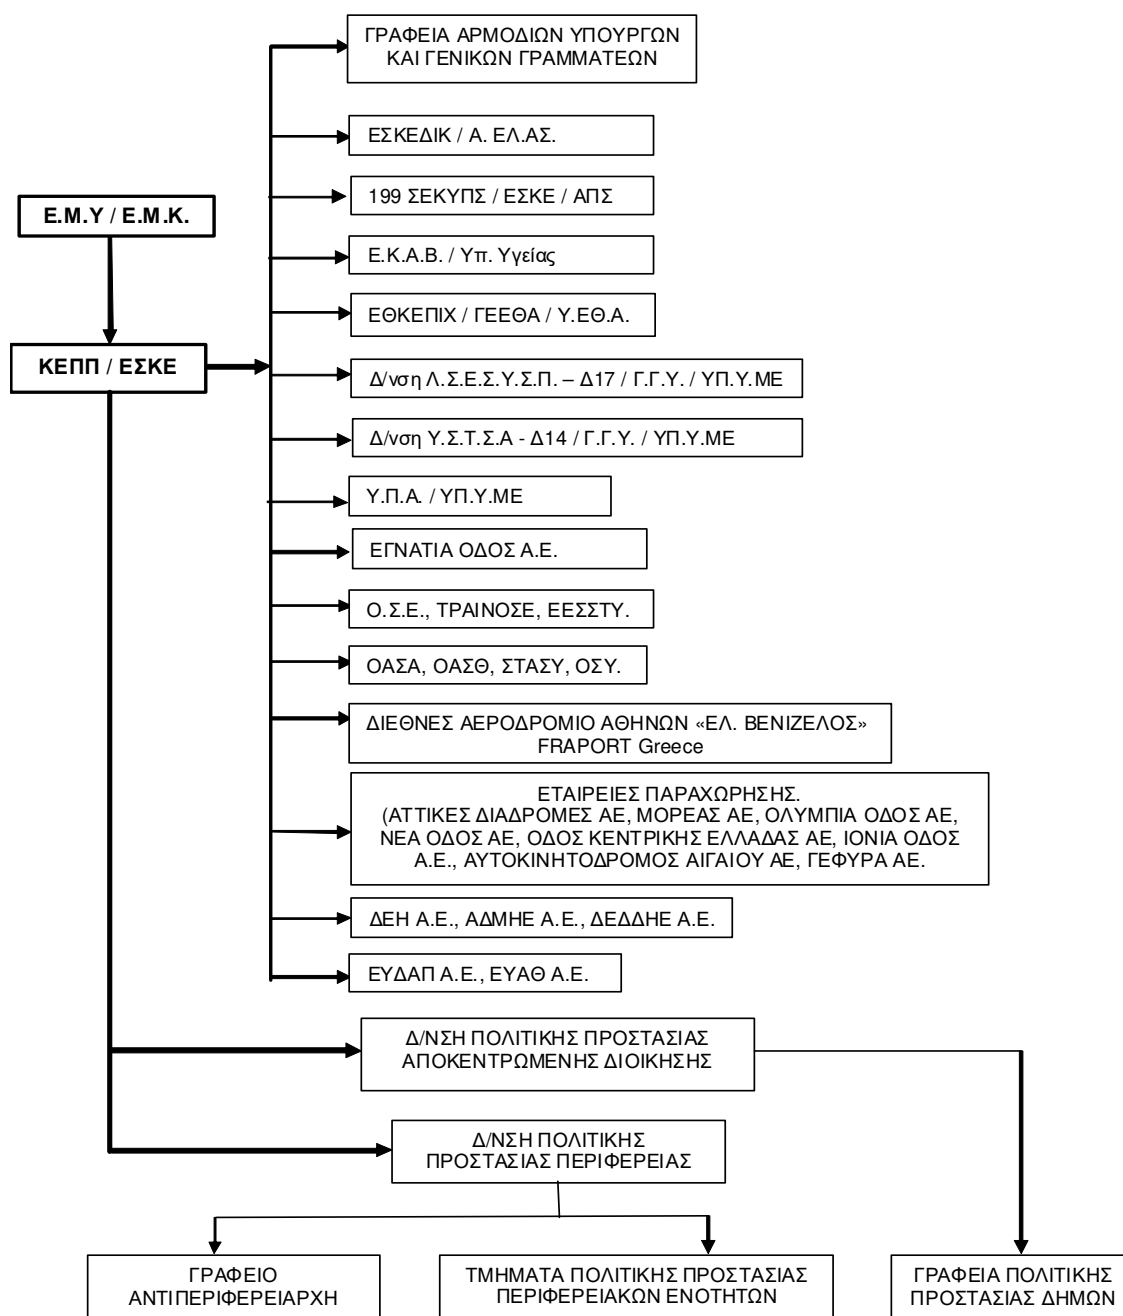 ΓΡΑΦΕΙΑ ΑΡΜΟΔΙΩΝ ΥΠΟΥΡΓΩΝ
ΚΑΙ ΓΕΝΙΚΩΝ ΓΡΑΜΜΑΤΕΩΝ
ΕΣΚΕΔΙΚ / Α. ΕΛ.ΑΣ.
199 ΣΕΚΥΠΣ / ΕΣΚΕ / ΑΠΣ
Ε.Μ.Υ / Ε.Μ.Κ.
Ε.Κ.Α.Β. / Υπ. Υγείας
ΕΘΚΕΠΙΧ / ΓΕΕΘΑ / Υ.ΕΘ.Α.
ΚΕΠΠ / ΕΣΚΕ
Δ/νση Λ.Σ.Ε.Σ.Υ.Σ.Π. – Δ17 / Γ.Γ.Υ. / ΥΠ.Υ.ΜΕ
Δ/νση Υ.Σ.Τ.Σ.Α - Δ14 / Γ.Γ.Υ. / ΥΠ.Υ.ΜΕ
Υ.Π.Α. / ΥΠ.Υ.ΜΕ
ΕΓΝΑΤΙΑ ΟΔΟΣ Α.Ε.
Ο.Σ.Ε., ΤΡΑΙΝΟΣΕ, ΕΕΣΣΤΥ.
ΟΑΣΑ, ΟΑΣΘ, ΣΤΑΣΥ, ΟΣΥ.
ΔΙΕΘΝΕΣ ΑΕΡΟΔΡΟΜΙΟ ΑΘΗΝΩΝ «ΕΛ. ΒΕΝΙΖΕΛΟΣ»
FRAPORT Greece
ΕΤΑΙΡΕΙΕΣ ΠΑΡΑΧΩΡΗΣΗΣ.
(ΑΤΤΙΚΕΣ ΔΙΑΔΡΟΜΕΣ ΑΕ, ΜΟΡΕΑΣ ΑΕ, ΟΛΥΜΠΙΑ ΟΔΟΣ ΑΕ,
ΝΕΑ ΟΔΟΣ ΑΕ, ΟΔΟΣ ΚΕΝΤΡΙΚΗΣ ΕΛΛΑΔΑΣ ΑΕ, ΙΟΝΙΑ ΟΔΟΣ
Α.Ε., ΑΥΤΟΚΙΝΗΤΟΔΡΟΜΟΣ ΑΙΓΑΙΟΥ ΑΕ, ΓΕΦΥΡΑ ΑΕ.
ΔΕΗ Α.Ε., ΑΔΜΗΕ Α.Ε., ΔΕΔΔΗΕ Α.Ε.
ΕΥΔΑΠ Α.Ε., ΕΥΑΘ Α.Ε.
Δ/ΝΣΗ ΠΟΛΙΤΙΚΗΣ ΠΡΟΣΤΑΣΙΑΣ
ΑΠΟΚΕΝΤΡΩΜΕΝΗΣ ΔΙΟΙΚΗΣΗΣ
Δ/ΝΣΗ ΠΟΛΙΤΙΚΗΣ
ΠΡΟΣΤΑΣΙΑΣ ΠΕΡΙΦΕΡΕΙΑΣ
ΓΡΑΦΕΙΟ
ΑΝΤΙΠΕΡΙΦΕΡΕΙΑΡΧΗ
ΤΜΗΜΑΤΑ ΠΟΛΙΤΙΚΗΣ ΠΡΟΣΤΑΣΙΑΣ
ΠΕΡΙΦΕΡΕΙΑΚΩΝ ΕΝΟΤΗΤΩΝ
ΓΡΑΦΕΙΑ ΠΟΛΙΤΙΚΗΣ
ΠΡΟΣΤΑΣΙΑΣ ΔΗΜΩΝ